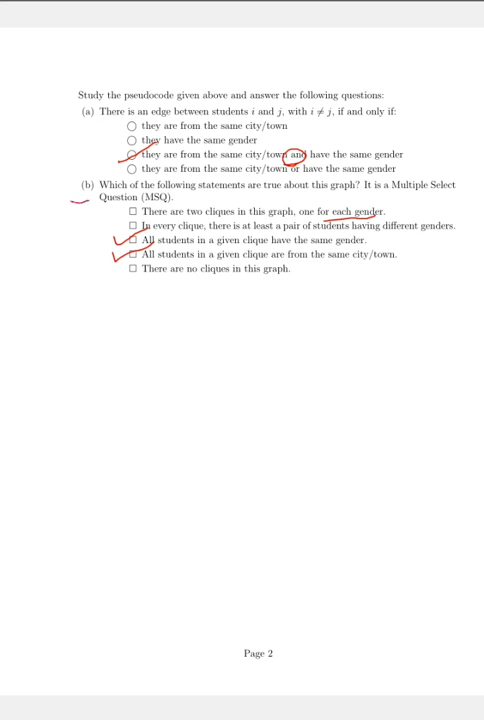 Study the pseudocode given above and answer the following questions:
(a) There is an edge between students i and j, with i ≠ j, if and only if:
○ they are from the same city/town
○ they have the same gender
○ they are from the same city/town and have the same gender
○ they are from the same city/town or have the same gender
(b) Which of the following statements are true about this graph? It is a Multiple Select
Question (MSQ).
□ There are two cliques in this graph, one for each gender.
□ In every clique, there is at least a pair of students having different genders.
□ All students in a given clique have the same gender.
□ All students in a given clique are from the same city/town.
□ There are no cliques in this graph.
Page 2